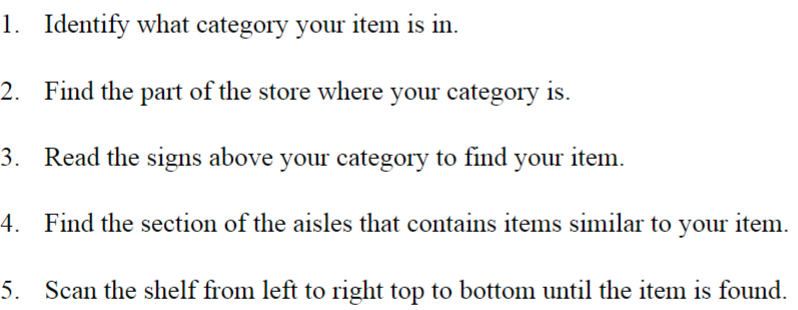 1. Identify what category your item is in.
2. Find the part of the store where your category is.
3. Read the signs above your category to find your item.
4. Find the section of the aisles that contains items similar to your item.
5. Scan the shelf from left to right top to bottom until the item is found.